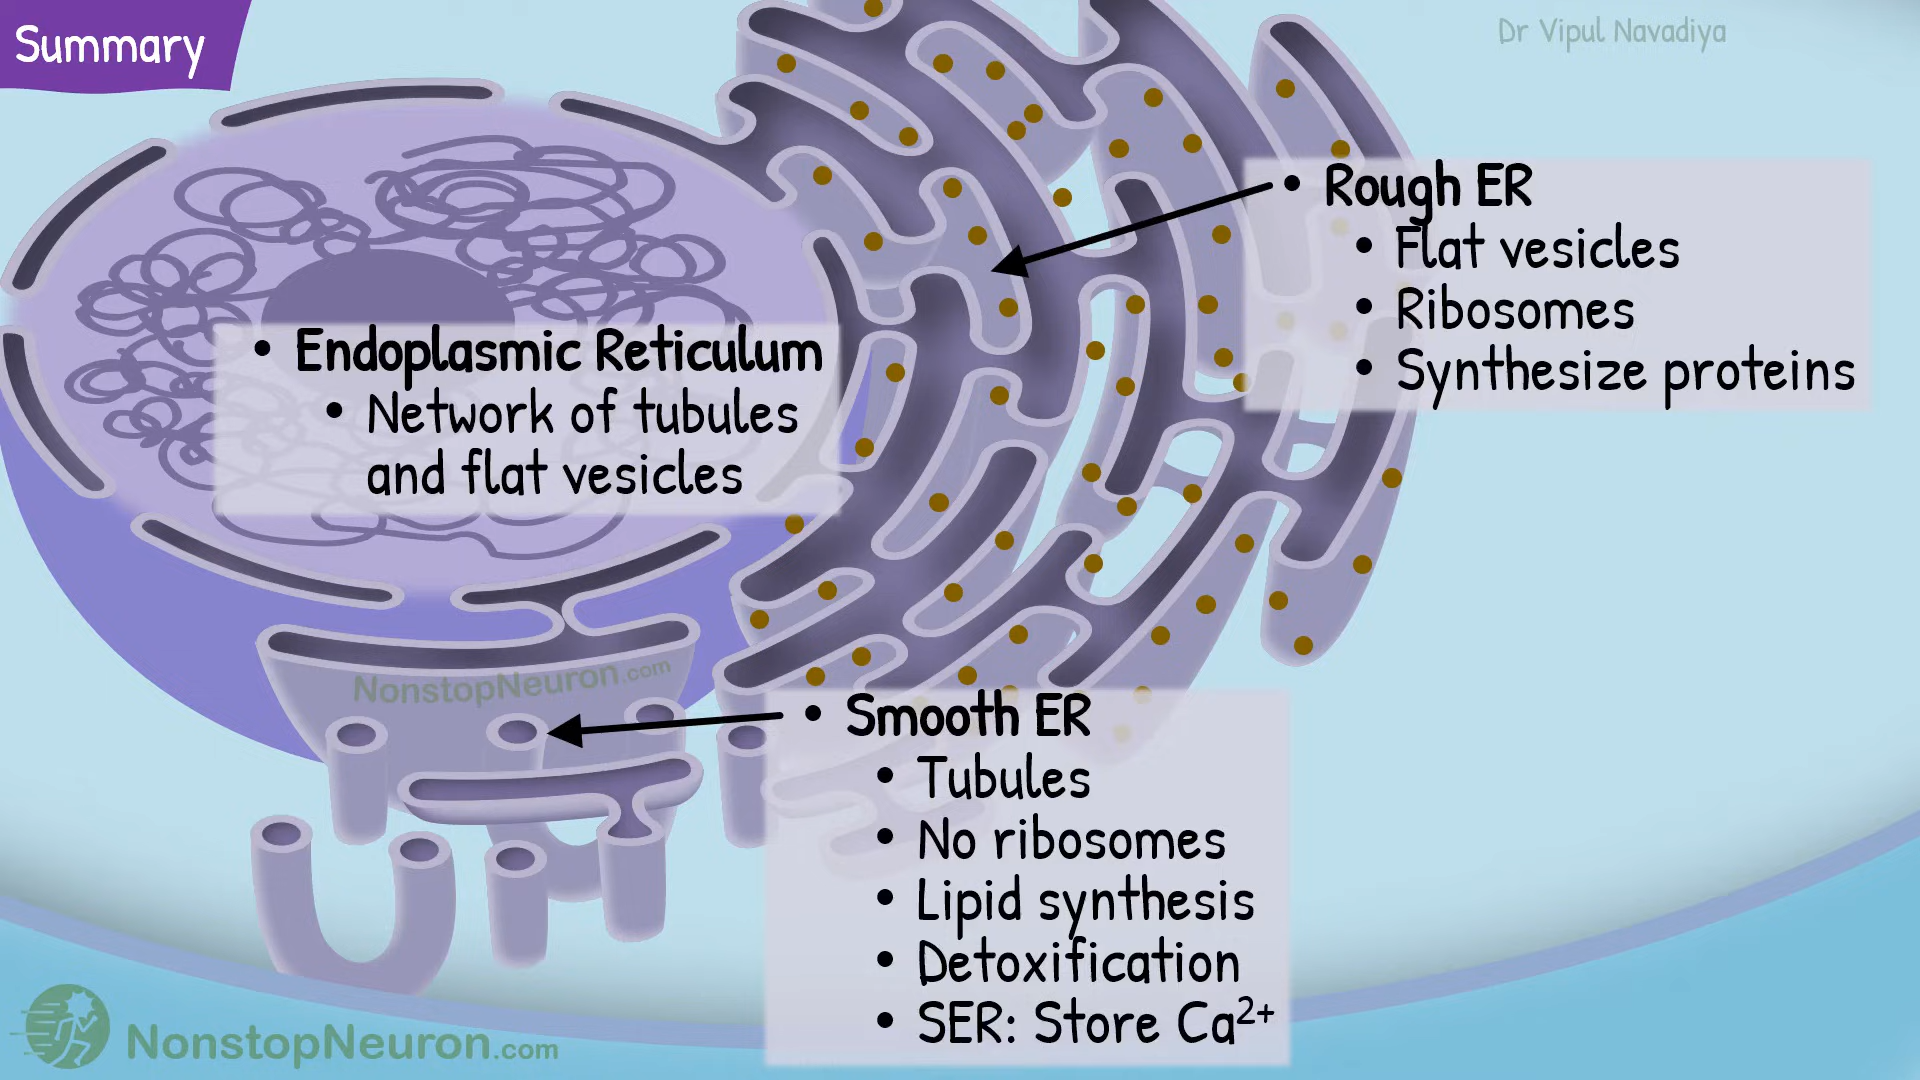 Summary
Dr Vipul Navadiya
• Rough ER
• Flat vesicles
• Ribosomes
• Synthesize proteins
• Endoplasmic Reticulum
• Network of tubules
and flat vesicles
NonstopNeuron.com
• Smooth ER
• Tubules
• No ribosomes
• Lipid synthesis
• Detoxification
• SER: Store Ca²⁺
NonstopNeuron.com